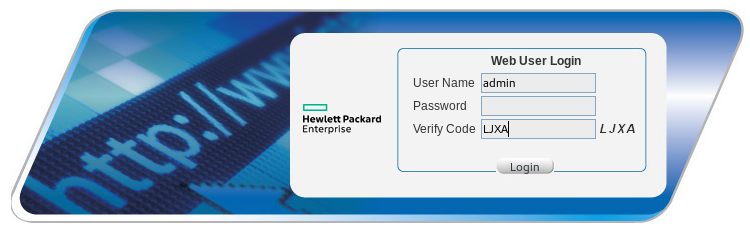 http://ww
Web User Login
User Name admin
Password
Verify Code LJXA LJXA
Hewlett Packard
Enterprise
Login